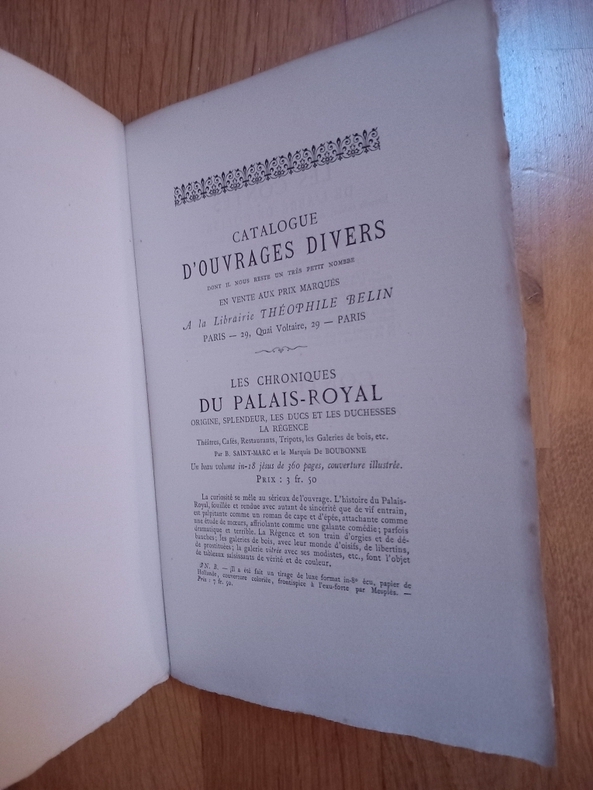 CATALOGUE
D'OUVRAGES DIVERS
DONT IL NOUS RESTE UN TRÈS PETIT NOMBRE
EN VENTE AUX PRIX MARQUÉS
A la Librairie THÉOPHILE BELIN
PARIS — 29, Quai Voltaire, 29 — PARIS
LES CHRONIQUES
DU PALAIS-ROYAL
ORIGINE, SPLENDEUR, LES DUCS ET LES DUCHESSES
LA RÉGENCE
Théâtres, Cafés, Restaurants, Tripots, les Galeries de bois, etc.
Par B. SAINT-MARC et le Marquis DE BOURBONNE
Un beau volume in-18 jésus de 360 pages, couverture illustrée.
PRIX : 3 fr. 50
La curiosité se mêle au sérieux de l'ouvrage. L'histoire du Palais-
Royal, fouillée et rendue avec autant de sincérité que de vif entrain,
est palpitante comme un roman de cape et d'épée, attachante comme
une étude de mœurs, affriolante comme une galante comédie ; parfois
dramatique et terrible. La Régence et son train d'orgies et de dé-
bauches ; les galeries de bois, avec leur monde d'oisifs, de libertins,
de prostituées ; la galerie vitrée avec ses modistes, etc., sont l'objet
de tableaux saisissants de vérité et de couleur.
N. B. — Il a été fait un tirage de luxe format in-8° écu, papier de
Hollande, couverture coloriée, frontispice à l'eau-forte par Mesplès. —
Prix : 7 fr. 50.